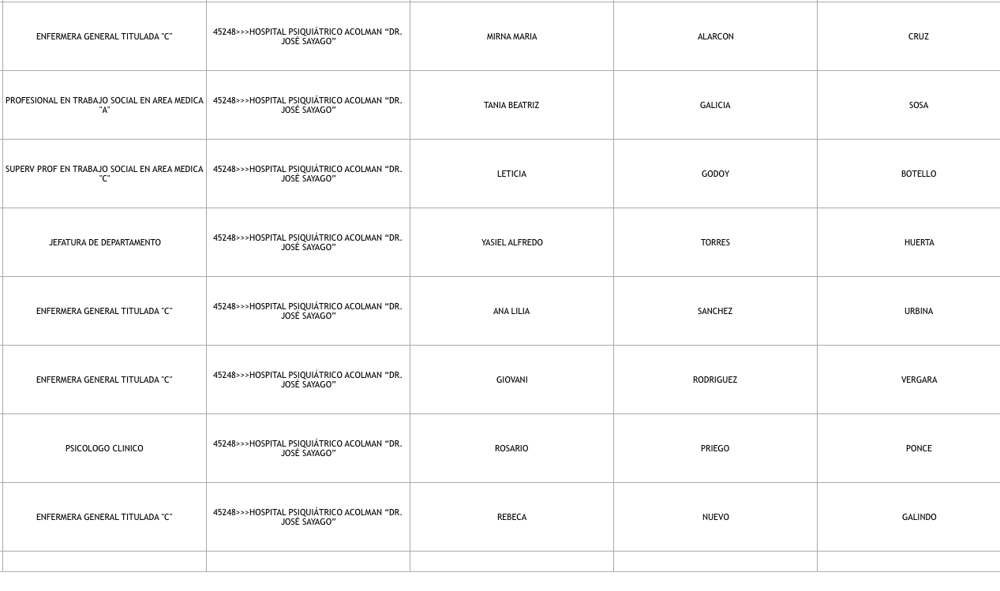 ENFERMERA GENERAL TITULADA "C"
45248>>>HOSPITAL PSIQUIÁTRICO ACOLMAN “DR.
JOSÉ SAYAGO”
MIRNA MARIA
ALARCON
CRUZ
PROFESIONAL EN TRABAJO SOCIAL EN AREA MEDICA
"A"
45248>>>HOSPITAL PSIQUIÁTRICO ACOLMAN “DR.
JOSÉ SAYAGO”
TANIA BEATRIZ
GALICIA
SOSA
SUPERV PROF EN TRABAJO SOCIAL EN AREA MEDICA
"C"
45248>>>HOSPITAL PSIQUIÁTRICO ACOLMAN “DR.
JOSÉ SAYAGO”
LETICIA
GODOY
BOTELLO
JEFATURA DE DEPARTAMENTO
45248>>>HOSPITAL PSIQUIÁTRICO ACOLMAN “DR.
JOSÉ SAYAGO”
YASIEL ALFREDO
TORRES
HUERTA
ENFERMERA GENERAL TITULADA "C"
45248>>>HOSPITAL PSIQUIÁTRICO ACOLMAN “DR.
JOSÉ SAYAGO”
ANA LILIA
SANCHEZ
URBINA
ENFERMERA GENERAL TITULADA "C"
45248>>>HOSPITAL PSIQUIÁTRICO ACOLMAN “DR.
JOSÉ SAYAGO”
GIOVANI
RODRIGUEZ
VERGARA
PSICOLOGO CLINICO
45248>>>HOSPITAL PSIQUIÁTRICO ACOLMAN “DR.
JOSÉ SAYAGO”
ROSARIO
PRIEGO
PONCE
ENFERMERA GENERAL TITULADA "C"
45248>>>HOSPITAL PSIQUIÁTRICO ACOLMAN “DR.
JOSÉ SAYAGO”
REBECA
NUEVO
GALINDO